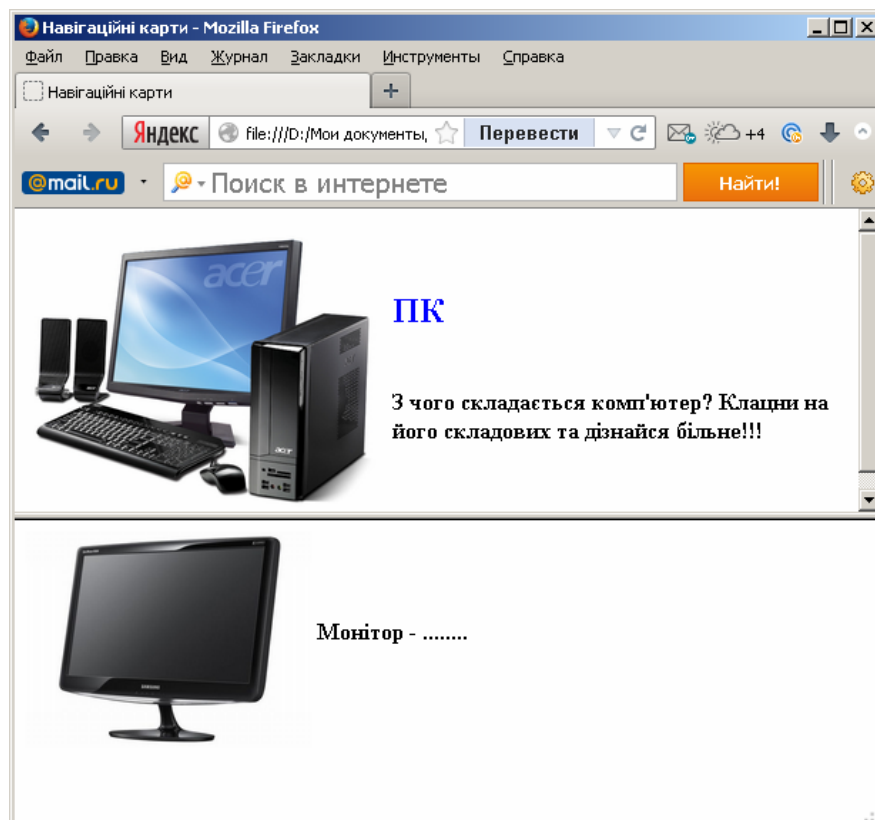 Навігаційні карти - Mozilla Firefox
Файл Правка Вид Журнал Закладки Инструменты Справка
Навігаційні карти
Яндекс file:///D:/Мои документы, Перевести +4
@mail.ru Поиск в интернете Найти!
acer
ПК
З чого складається комп'ютер? Клацни на
його складових та дізнайся більне!!!
acer
Монітор - ........
SAMSUNG